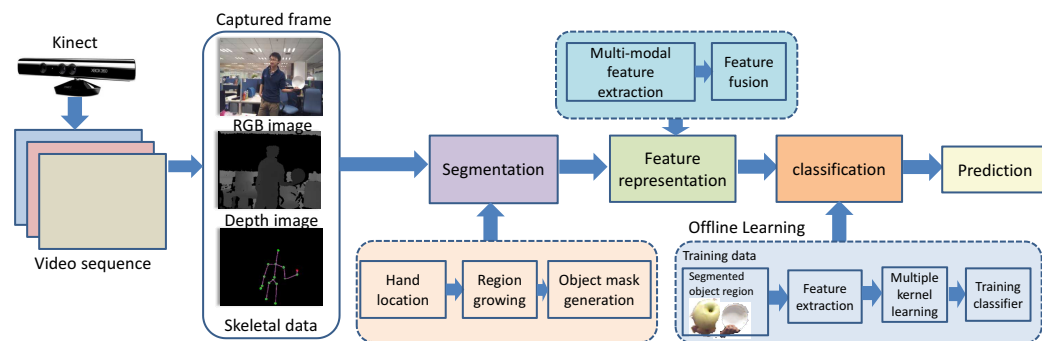 Kinect
XBOX 360
Video sequence
Captured frame
RGB image
Depth image
Skeletal data
Segmentation
Hand
location
Region
growing
Object mask
generation
Multi-modal
feature
extraction
Feature
fusion
Feature
representation
classification
Prediction
Offline Learning
Training data
Segmented
object region
Feature
extraction
Multiple
kernel
learning
Training
classifier